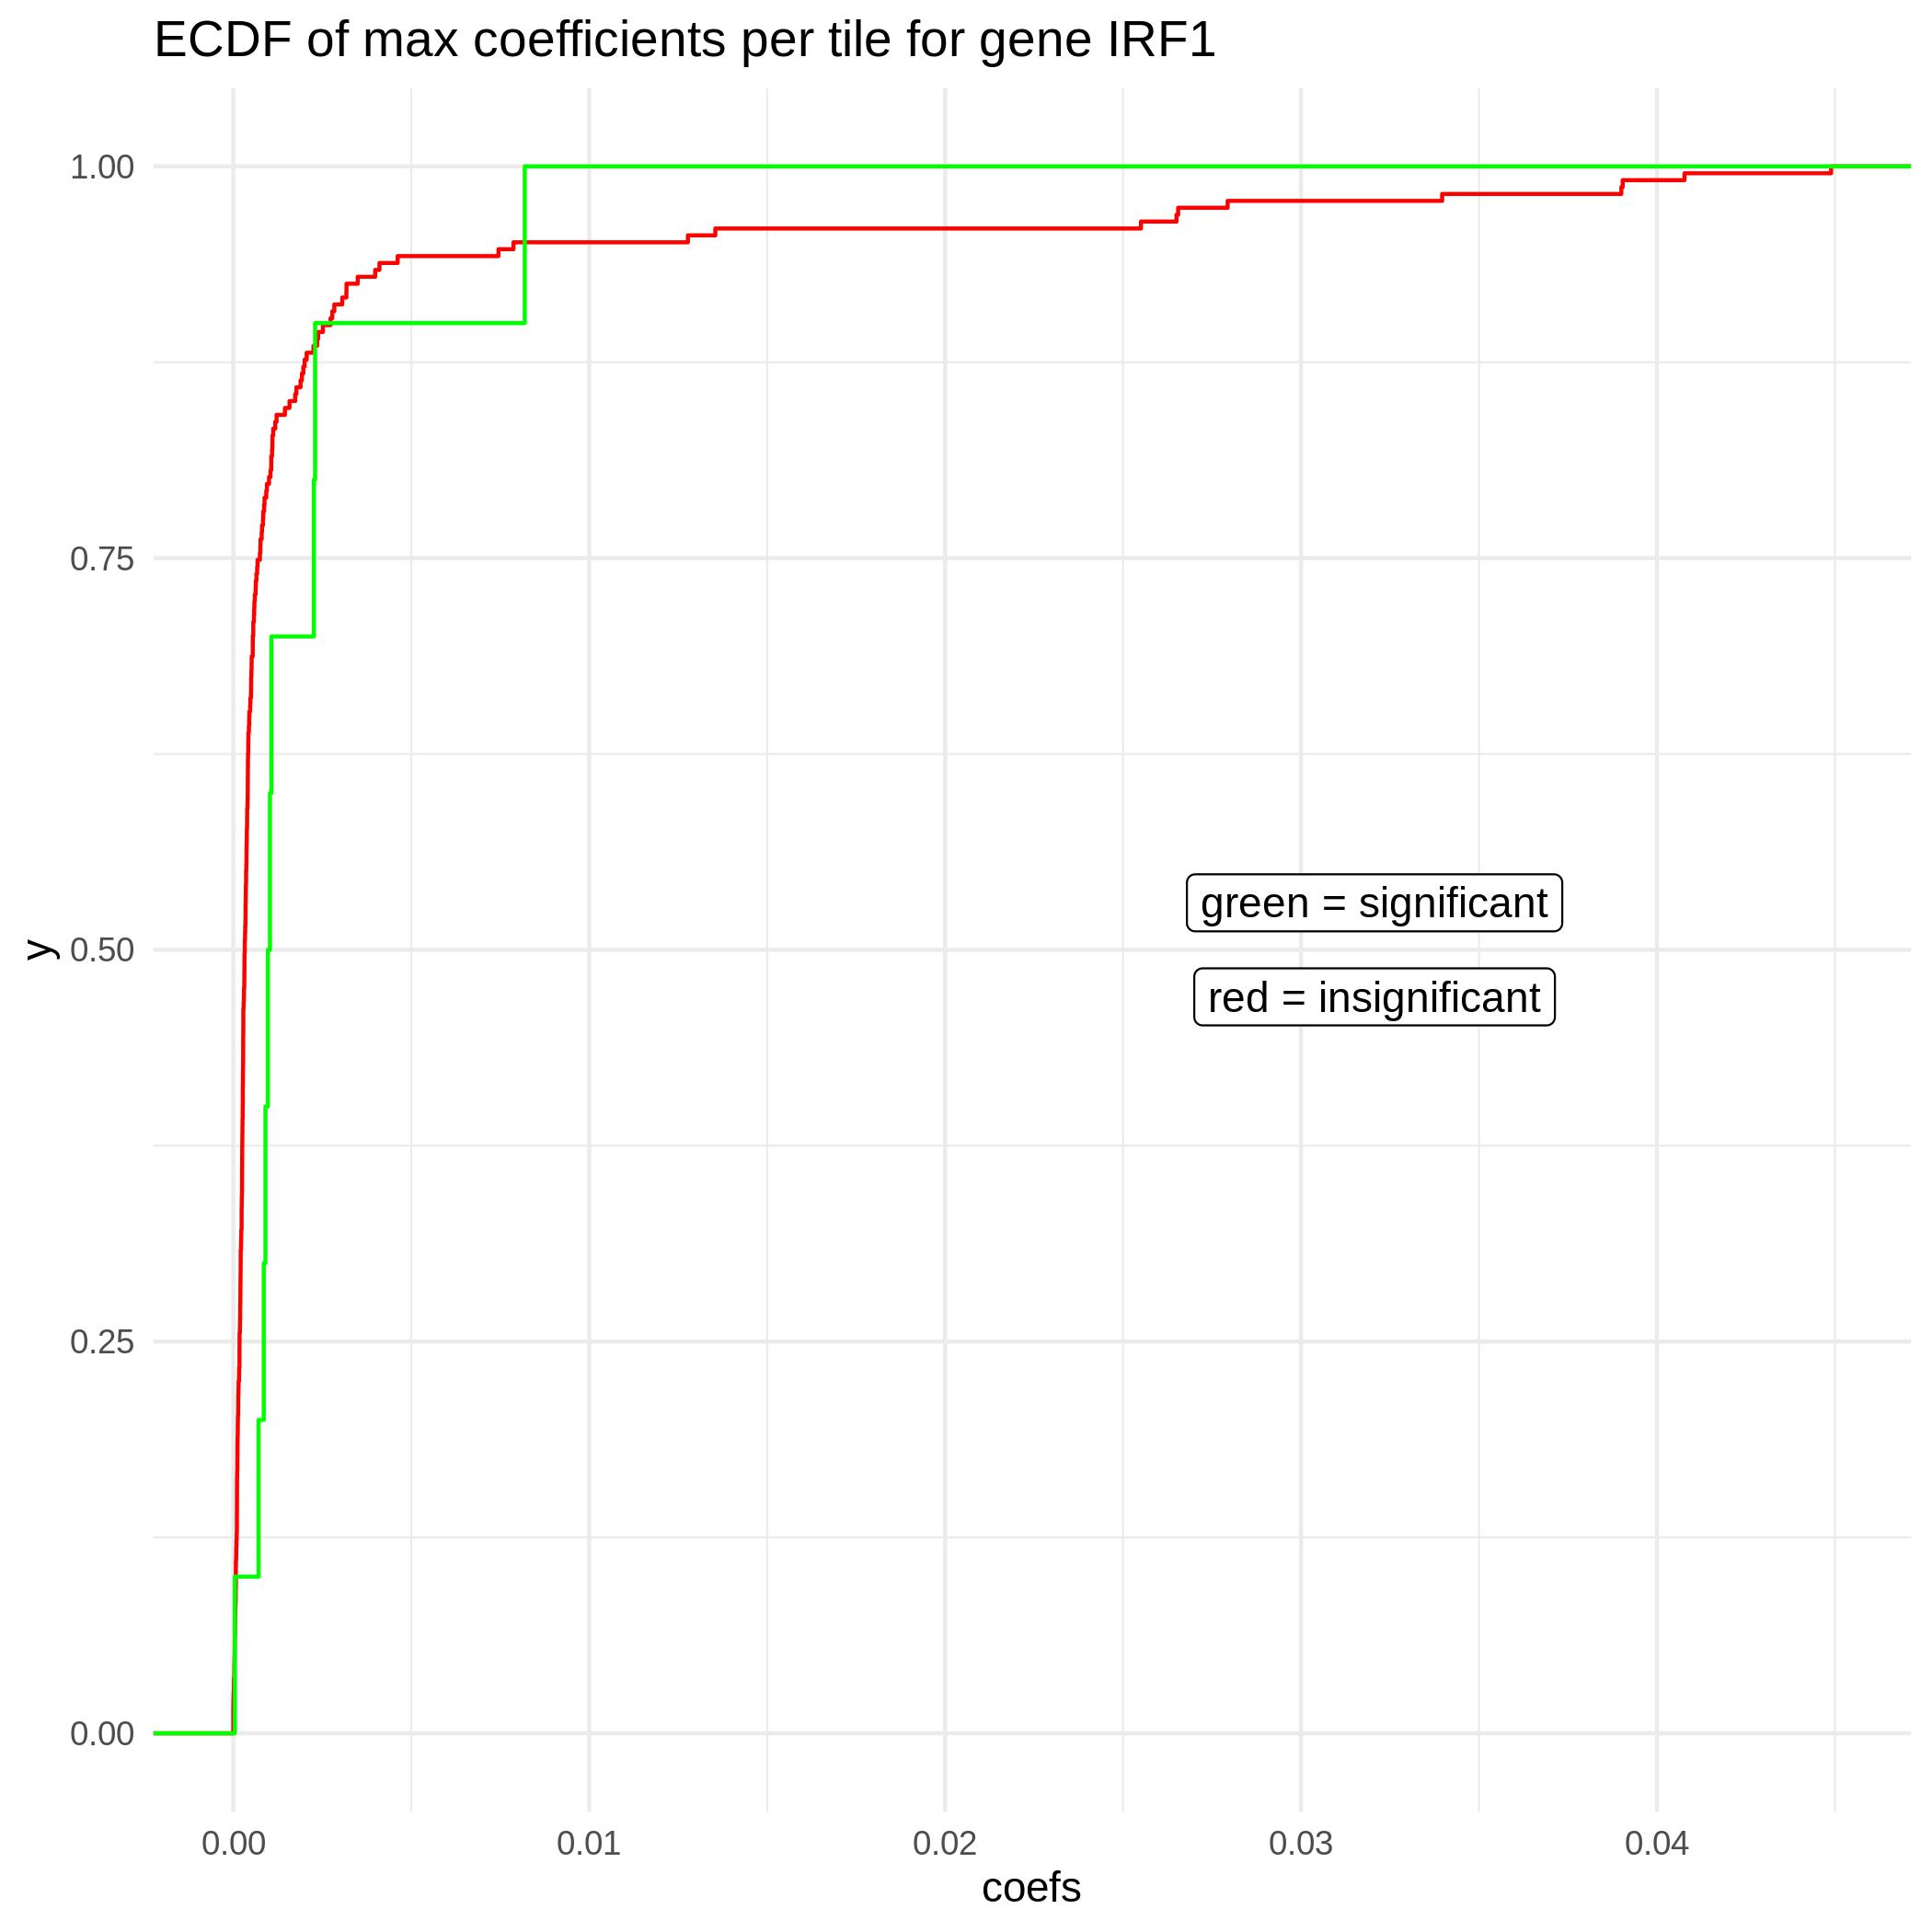 ECDF of max coefficients per tile for gene IRF1
1.00
0.75
0.50
0.25
0.00
y
green = significant
red = insignificant
0.00 0.01 0.02 0.03 0.04
coefs